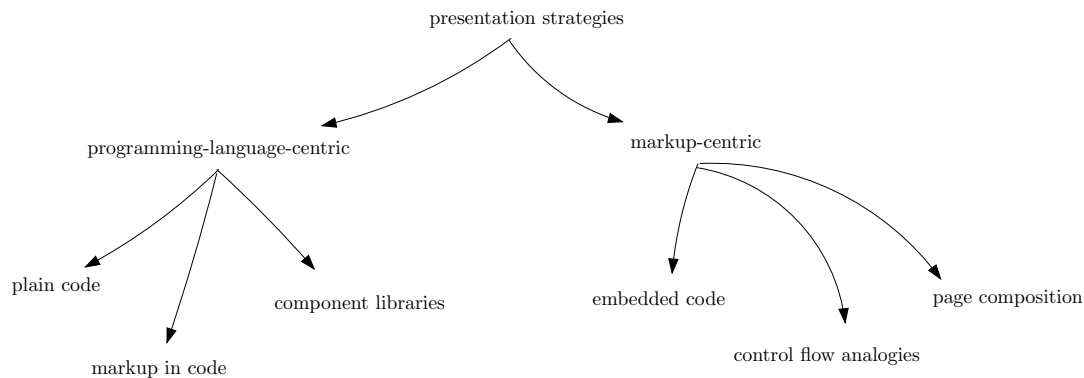 presentation strategies
programming-language-centric
markup-centric
plain code
component libraries
embedded code
page composition
markup in code
control flow analogies